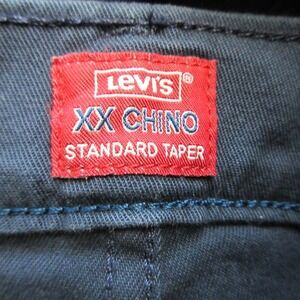 Levi's ®
XX CHINO
STANDARD TAPER